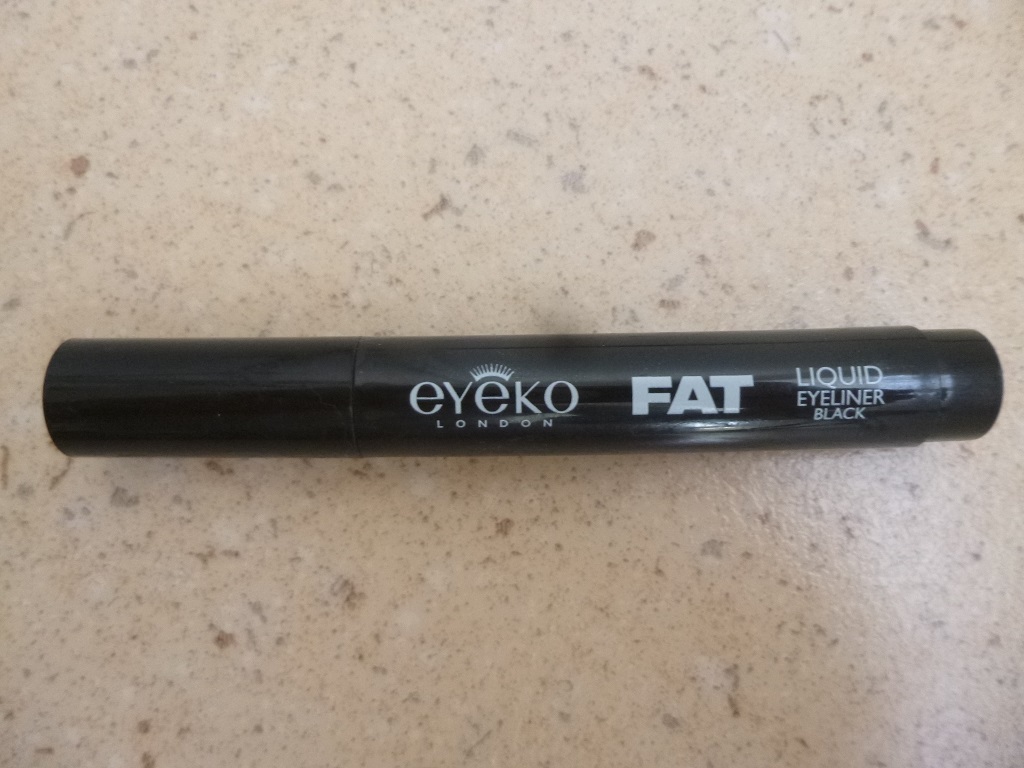 eyeko
LONDON
FAT
LIQUID
EYELINER
BLACK